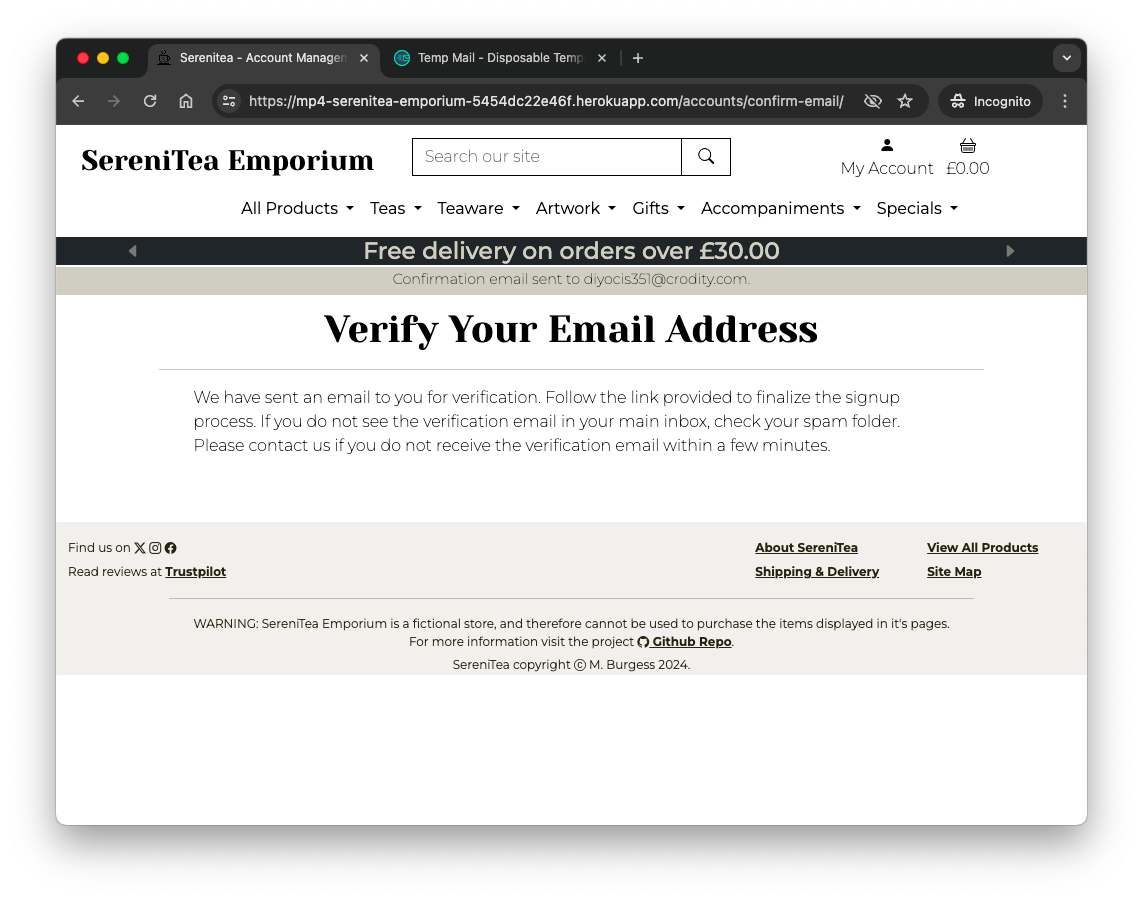 Serenitea - Account Managen
Temp Mail - Disposable Temp
https://mp4-serenitea-emporium-5454dc22e46f.herokuapp.com/accounts/confirm-email/
Incognito
SereniTea Emporium
Search our site
My Account
£0.00
All Products
Teas
Teaware
Artwork
Gifts
Accompaniments
Specials
Free delivery on orders over £30.00
Confirmation email sent to diyocis351@crodity.com.
Verify Your Email Address
We have sent an email to you for verification. Follow the link provided to finalize the signup
process. If you do not see the verification email in your main inbox, check your spam folder.
Please contact us if you do not receive the verification email within a few minutes.
Find us on
Read reviews at Trustpilot
About SereniTea
View All Products
Shipping & Delivery
Site Map
WARNING: SereniTea Emporium is a fictional store, and therefore cannot be used to purchase the items displayed in it's pages.
For more information visit the project Github Repo.
SereniTea copyright © M. Burgess 2024.